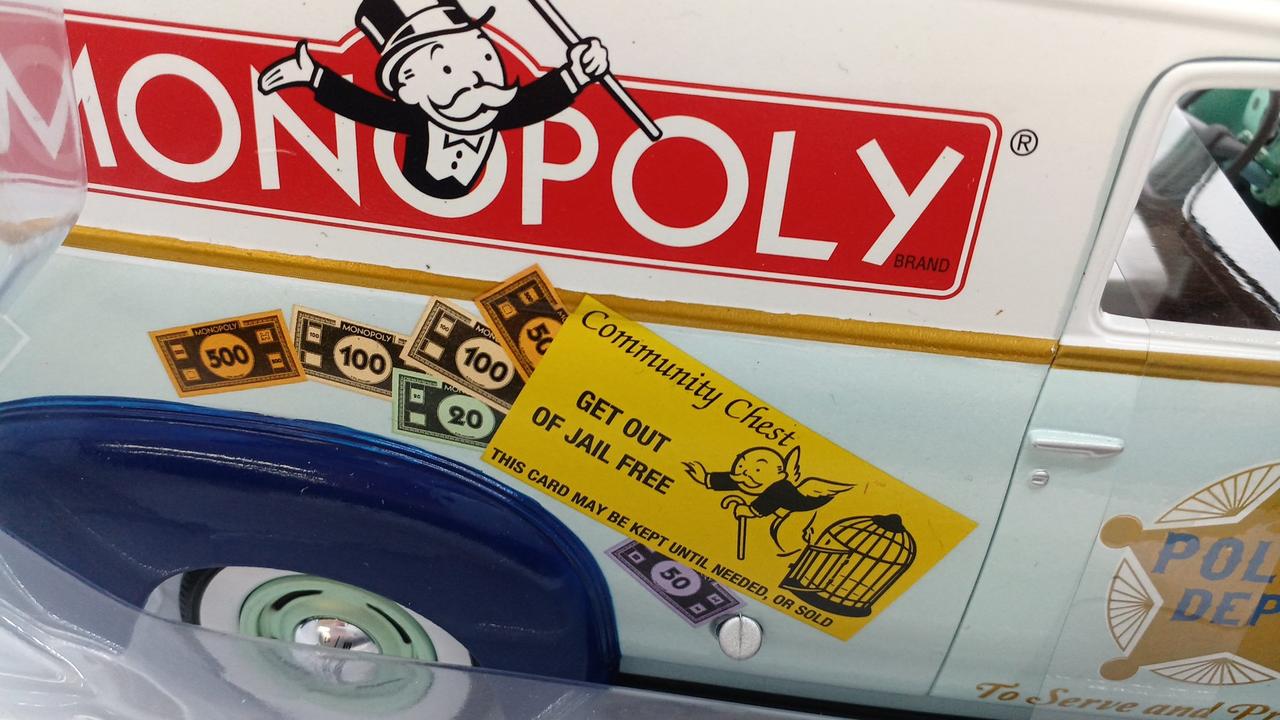 MONOPOLY ®
BRAND
MONOPOLY
500
MONOPOLY
100
100
50
20
Community Chest
GET OUT
OF JAIL FREE
THIS CARD MAY BE KEPT UNTIL NEEDED, OR SOLD
50
POL
DEP
To Serve and Pr